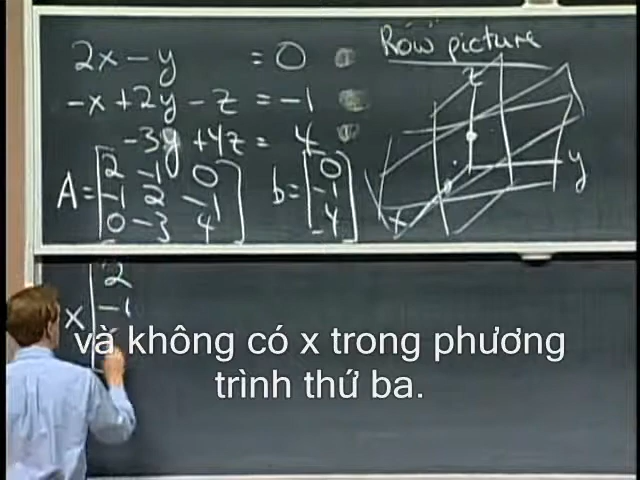 Row picture
2x - y = 0
-x + 2y - z = -1
-3y + 4z = 4
z
y
x
A = [2 -1 0
-1 2 -1
0 -3 4]
b = [0
-1
4]
x [2
-1
và không có x trong phương
trình thứ ba.